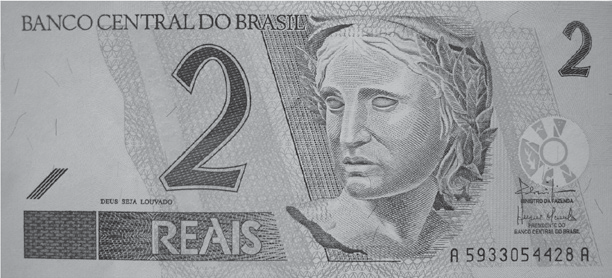 BANCO CENTRAL DO BRASIL
2
2
DEUS SEJA LOUVADO
REAIS
MINISTRO DA FAZENDA
PRESIDENTE DO
BANCO CENTRAL DO BRASIL
A 5933054428 A